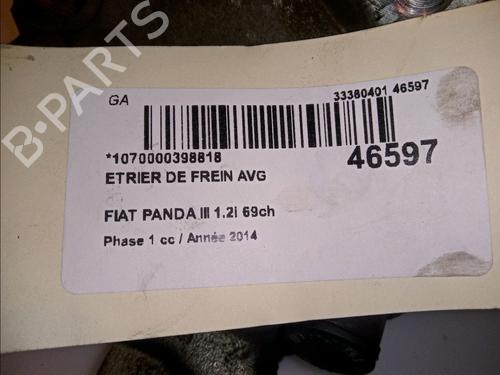 GA
33360401 46597
*1070000398818
46597
ETRIER DE FREIN AVG
FIAT PANDA III 1.2i 69ch
Phase 1 cc / Année 2014
B-PARTS